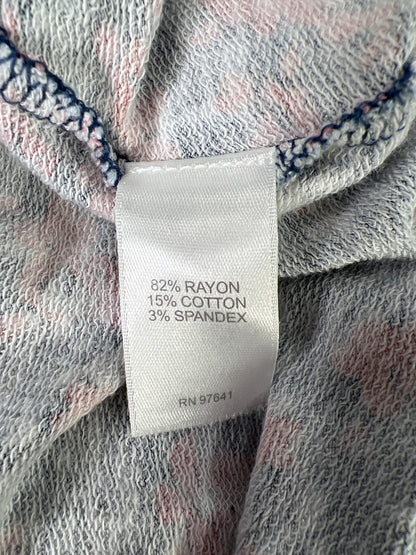 82% RAYON
15% COTTON
3% SPANDEX
RN 97641